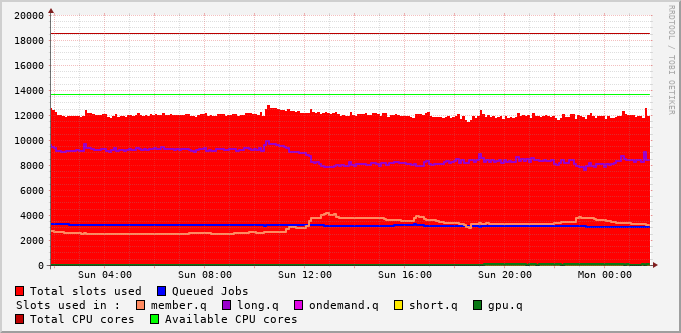 RRDTOOL / TOBI OETIKER
20000
18000
16000
14000
12000
10000
8000
6000
4000
2000
0
Sun 04:00 Sun 08:00 Sun 12:00 Sun 16:00 Sun 20:00 Mon 00:00
Total slots used Queued Jobs
Slots used in : member.q long.q ondemand.q short.q gpu.q
Total CPU cores Available CPU cores